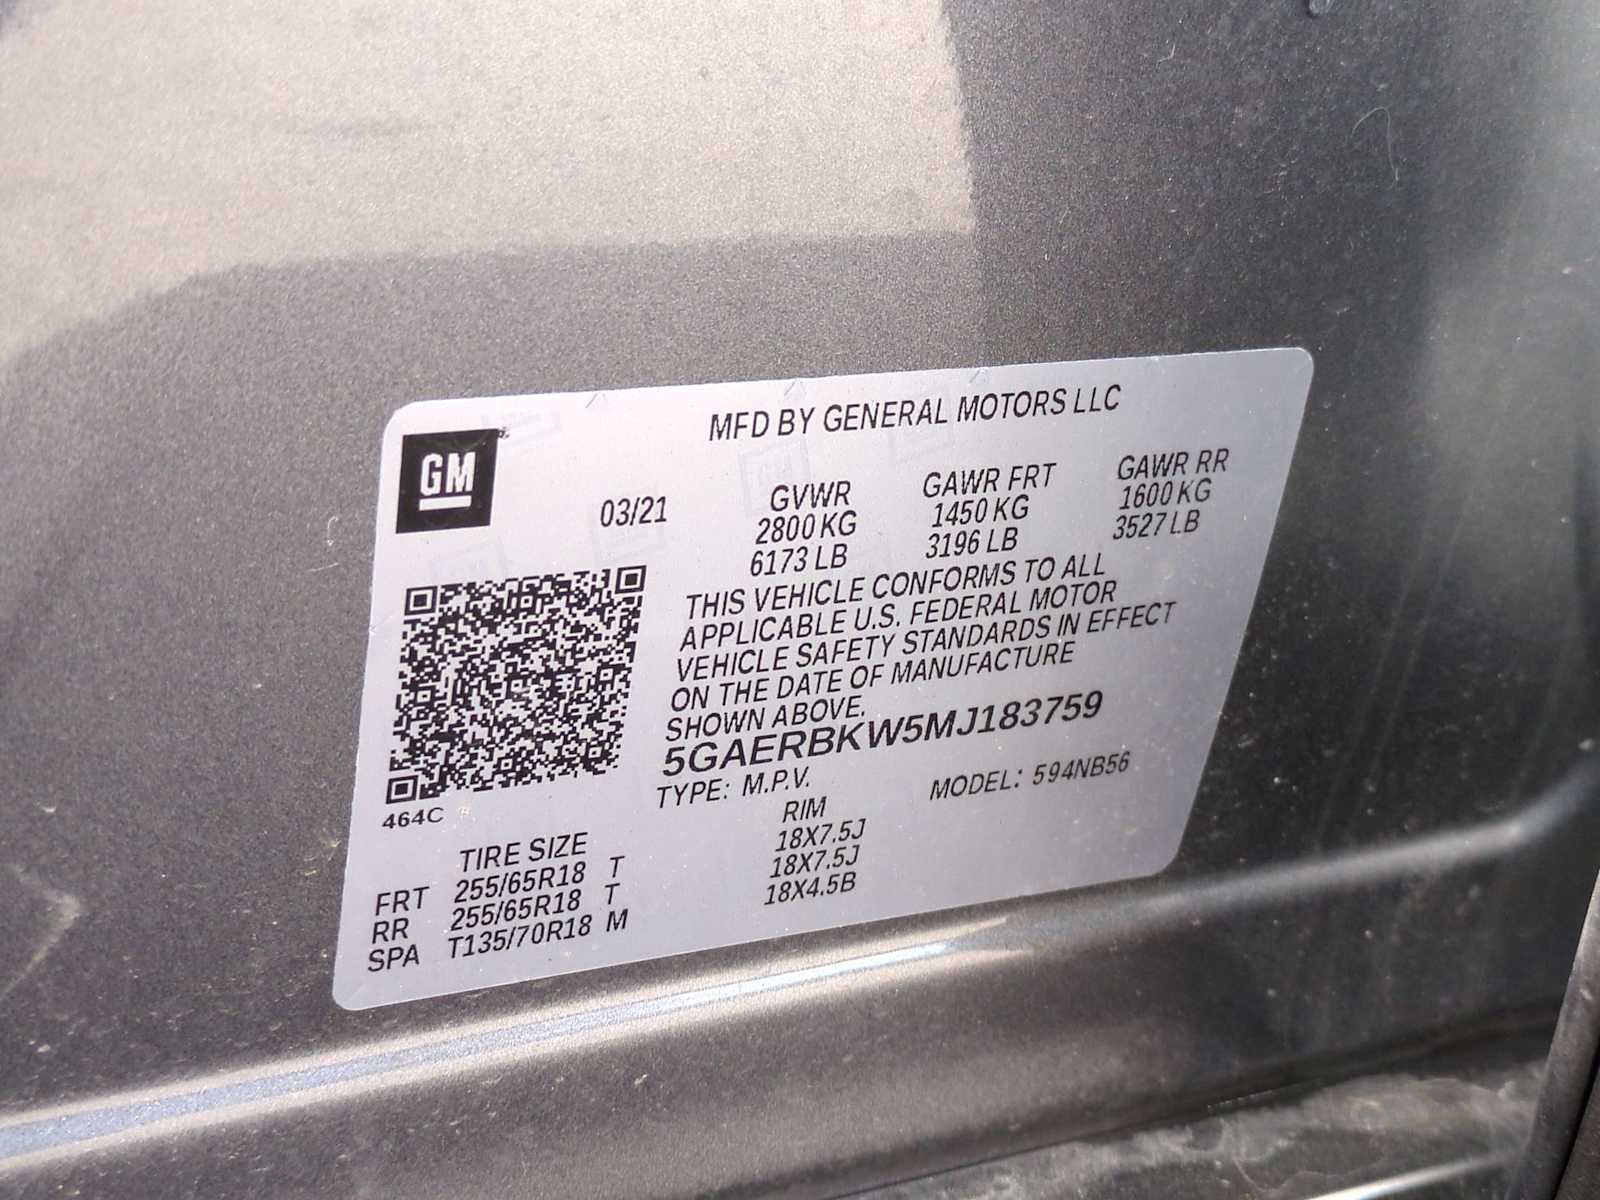 MFD BY GENERAL MOTORS LLC
GM
03/21
GVWR GAWR FRT GAWR RR
2800 KG 1450 KG 1600 KG
6173 LB 3196 LB 3527 LB
THIS VEHICLE CONFORMS TO ALL
APPLICABLE U.S. FEDERAL MOTOR
VEHICLE SAFETY STANDARDS IN EFFECT
ON THE DATE OF MANUFACTURE
SHOWN ABOVE.
5GAERBKW5MJ183759
TYPE: M.P.V. MODEL: 594NB56
464C
TIRE SIZE RIM
FRT 255/65R18 T 18X7.5J
RR 255/65R18 T 18X7.5J
SPA T135/70R18 M 18X4.5B